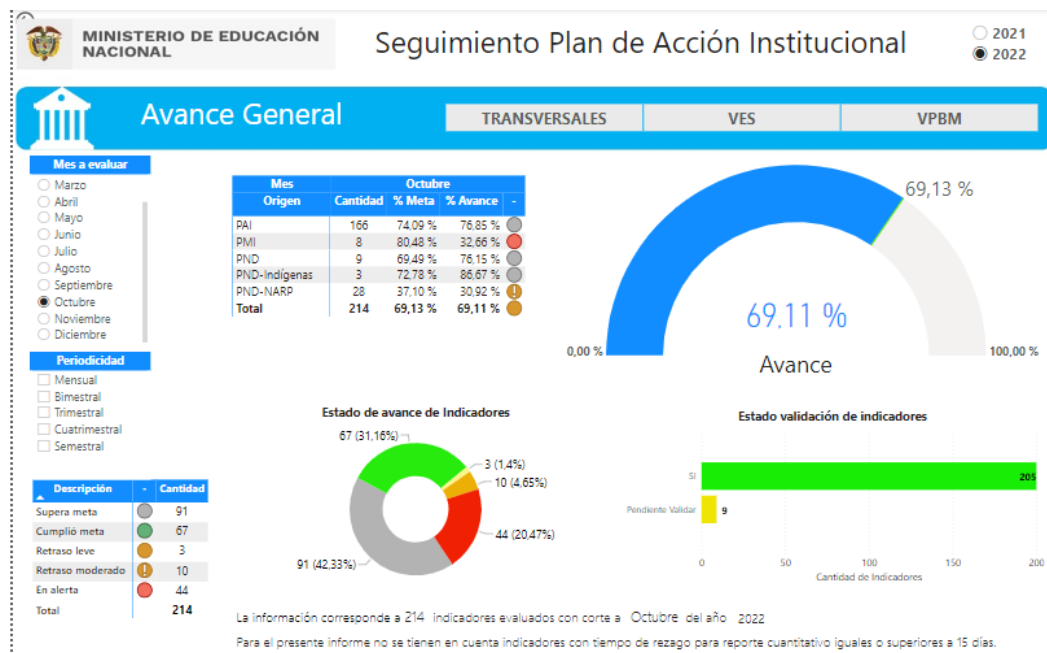 MINISTERIO DE EDUCACIÓN
NACIONAL
Seguimiento Plan de Acción Institucional
2021
2022
Avance General
TRANSVERSALES
VES
VPBM
Mes a evaluar
Marzo
Abril
Mayo
Junio
Julio
Agosto
Septiembre
Octubre
Noviembre
Diciembre
Periodicidad
Mensual
Bimestral
Trimestral
Cuatrimestral
Semestral
Mes Octubre
Origen Cantidad % Meta % Avance -
PAI 166 74,09 % 76,85 %
PMI 8 80,48 % 32,66 %
PND 9 69,49 % 76,15 %
PND-Indígenas 3 72,78 % 86,67 %
PND-NARP 28 37,10 % 30,92 % !
Total 214 69,13 % 69,11 %
69,13 %
69,11 %
0,00 %
100,00 %
Avance
Descripción - Cantidad
Supera meta 91
Cumplió meta 67
Retraso leve 3
Retraso moderado ! 10
En alerta 44
Total 214
Estado de avance de Indicadores
67 (31,16%)
3 (1,4%)
10 (4,65%)
44 (20,47%)
91 (42,33%)
Estado validación de indicadores
SI 205
Pendiente Validar 9
0 50 100 150 200
Cantidad de Indicadores
La información corresponde a 214 indicadores evaluados con corte a Octubre del año 2022
Para el presente informe no se tienen en cuenta indicadores con tiempo de rezago para reporte cuantitativo iguales o superiores a 15 días.